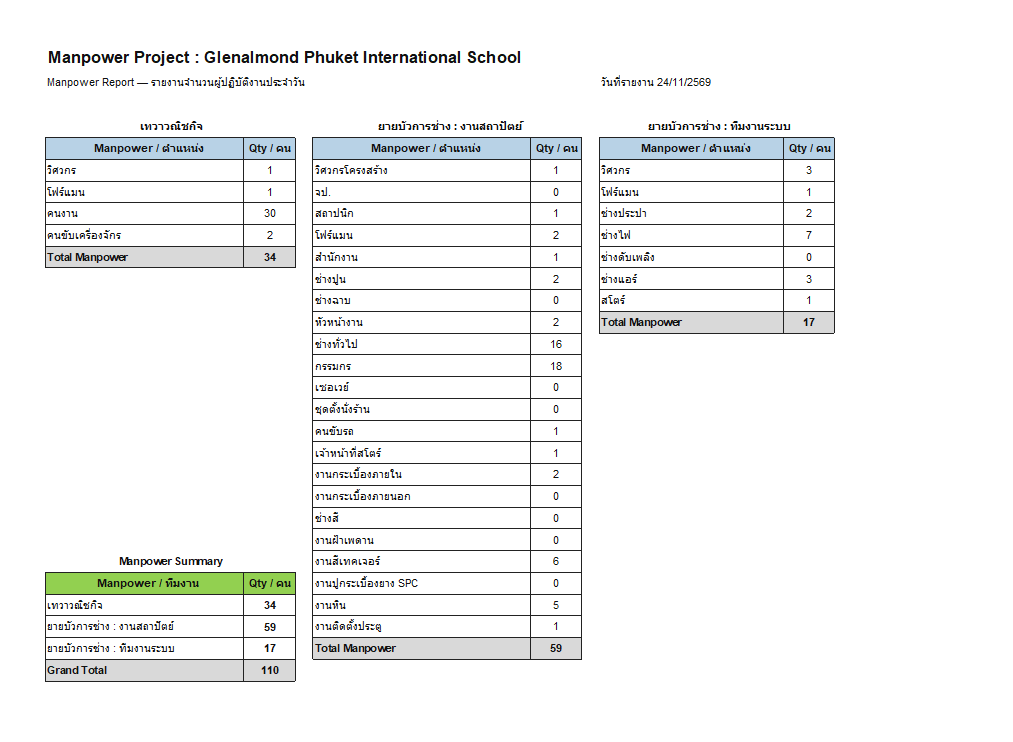 Manpower Project : Glenalmond Phuket International School
Manpower Report — รายงานจำนวนผู้ปฏิบัติงานประจำวัน
วันที่รายงาน 24/11/2569
เทวาวณิชกิจ
Manpower / ตำแหน่ง Qty / คน
วิศวกร 1
โฟร์แมน 1
คนงาน 30
คนขับเครื่องจักร 2
Total Manpower 34
ยายบัวการช่าง : งานสถาปัตย์
Manpower / ตำแหน่ง Qty / คน
วิศวกรโครงสร้าง 1
จป. 0
สถาปนิก 1
โฟร์แมน 2
สำนักงาน 1
ช่างปูน 2
ช่างฉาบ 0
หัวหน้างาน 2
ช่างทั่วไป 16
กรรมกร 18
เซอเวย์ 0
ชุดตั้งนั่งร้าน 0
คนขับรถ 1
เจ้าหน้าที่สโตร์ 1
งานกระเบื้องภายใน 2
งานกระเบื้องภายนอก 0
ช่างสี 0
งานฝ้าเพดาน 0
งานสีเทคเจอร์ 6
งานปูกระเบื้องยาง SPC 0
งานหิน 5
งานติดตั้งประตู 1
Total Manpower 59
ยายบัวการช่าง : ทีมงานระบบ
Manpower / ตำแหน่ง Qty / คน
วิศวกร 3
โฟร์แมน 1
ช่างประปา 2
ช่างไฟ 7
ช่างดับเพลิง 0
ช่างแอร์ 3
สโตร์ 1
Total Manpower 17
Manpower Summary
Manpower / ทีมงาน Qty / คน
เทวาวณิชกิจ 34
ยายบัวการช่าง : งานสถาปัตย์ 59
ยายบัวการช่าง : ทีมงานระบบ 17
Grand Total 110